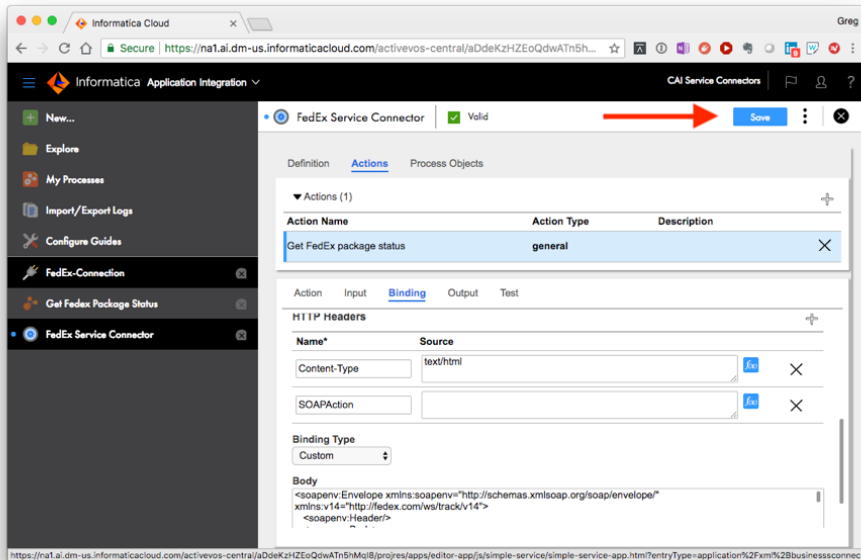 Informatica Cloud
Greg
Secure
https://na1.ai.dm-us.informaticacloud.com/activevos-central/aDdeKzHZEoQdwATn5h...
Informatica Application Integration
CAI Service Connectors
?
New...
Explore
My Processes
Import/Export Logs
Configure Guides
FedEx-Connection
Get Fedex Package Status
FedEx Service Connector
FedEx Service Connector
Valid
Save
Definition Actions Process Objects
Actions (1)
Action Name Action Type Description
Get FedEx package status general
Action Input Binding Output Test
HTTP Headers
Name* Source
Content-Type text/html f(x)
SOAPAction f(x)
Binding Type
Custom
Body
<soapenv:Envelope xmlns:soapenv="http://schemas.xmlsoap.org/soap/envelope/"
xmlns:v14="http://fedex.com/ws/track/v14">
<soapenv:Header/>
https://na1.ai.dm-us.informaticacloud.com/activevos-central/aDdeKzHZEoQdwATn5hMqI8/projres/apps/editor-app/js/simple-service/simple-service-app.html?entryType=application%2Fxml%2Bbusinessconnec